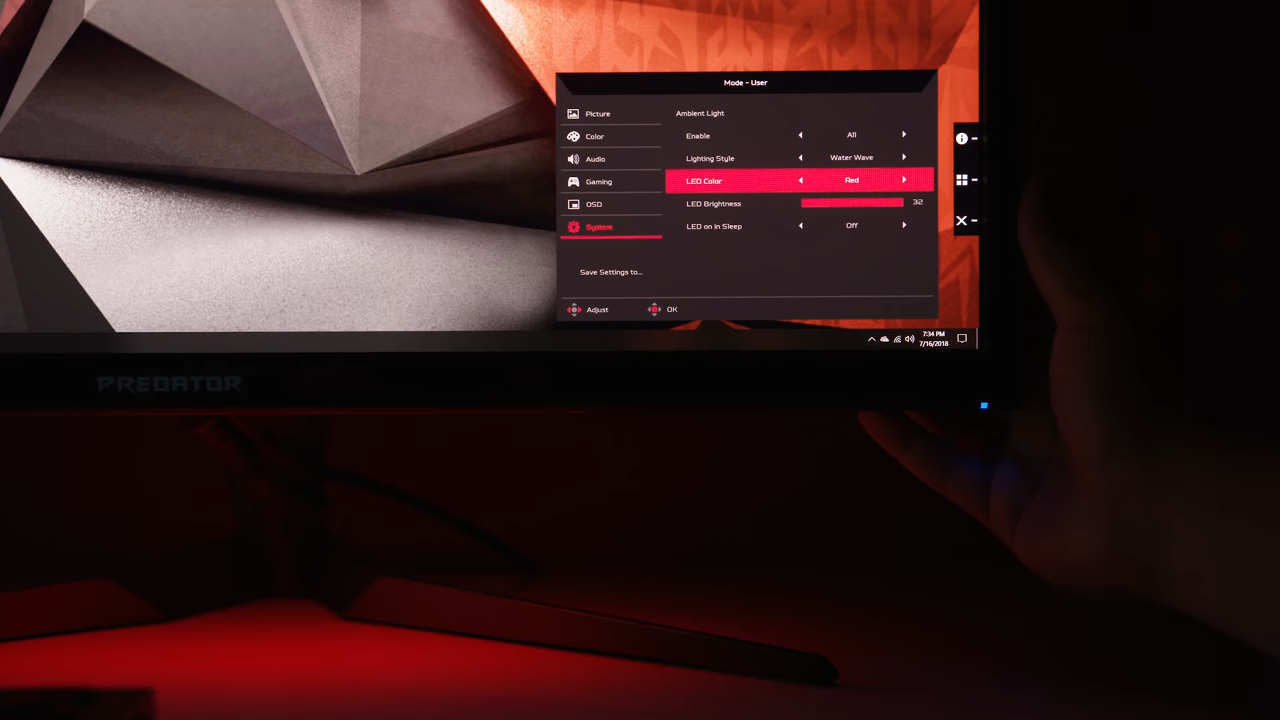 Mode - User
Picture
Color
Audio
Gaming
OSD
System
Ambient Light
Enable All
Lighting Style Water Wave
LED Color Red
LED Brightness 32
LED on in Sleep Off
Save Settings to...
Adjust OK
7:34 PM
7/16/2018
PREDATOR